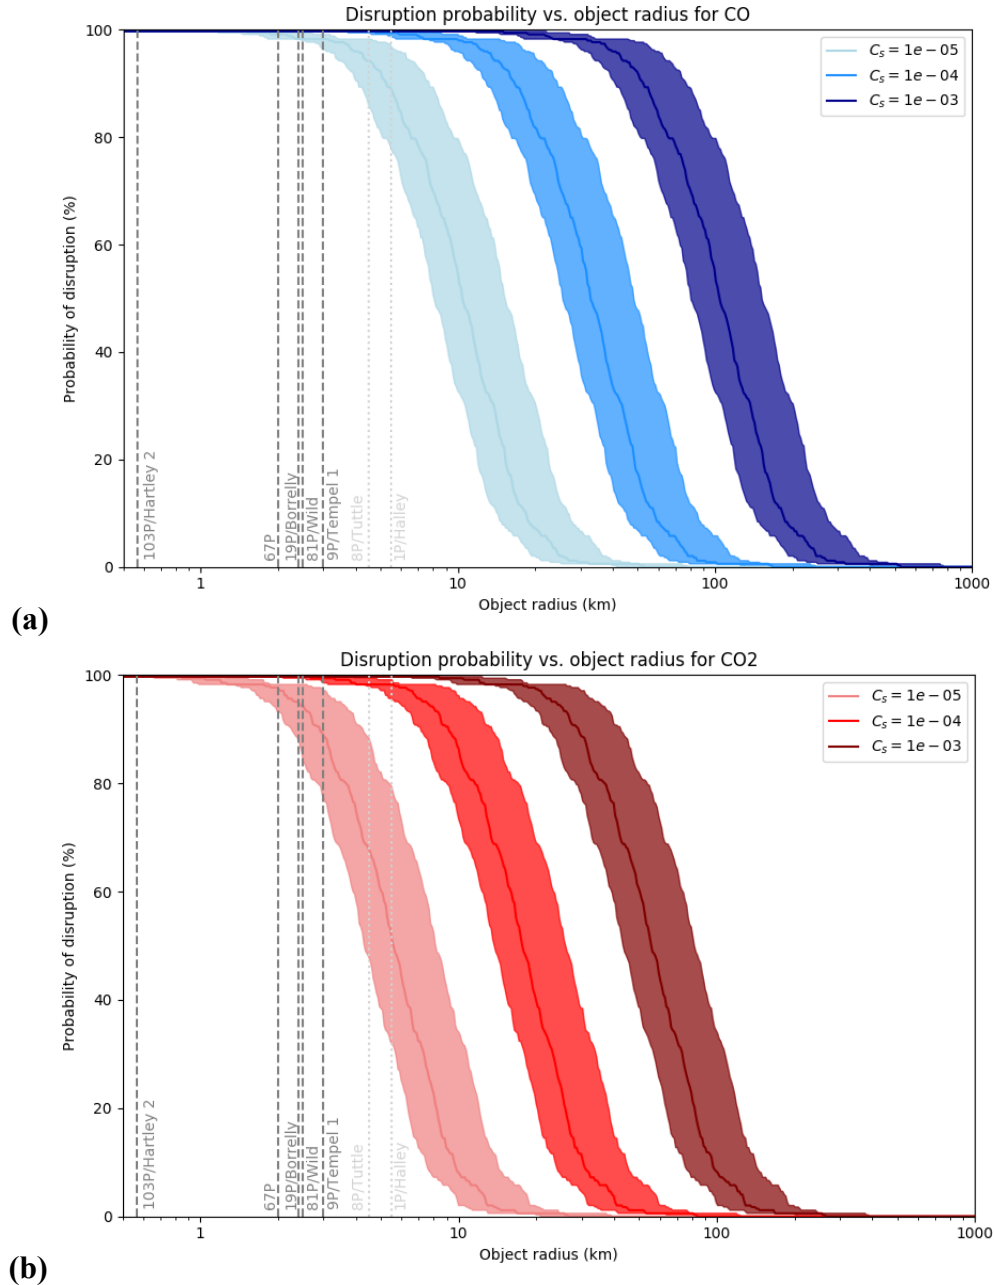 Disruption probability vs. object radius for CO
Probability of disruption (%)
100
80
60
40
20
0
C_s = 1e − 05
C_s = 1e − 04
C_s = 1e − 03
103P/Hartley 2
67P
19P/Borrelly
81P/Wild
9P/Tempel 1
8P/Tuttle
1P/Halley
1
10
100
1000
Object radius (km)
(a)
Disruption probability vs. object radius for CO2
Probability of disruption (%)
100
80
60
40
20
0
C_s = 1e − 05
C_s = 1e − 04
C_s = 1e − 03
103P/Hartley 2
67P
19P/Borrelly
81P/Wild
9P/Tempel 1
8P/Tuttle
1P/Halley
1
10
100
1000
Object radius (km)
(b)